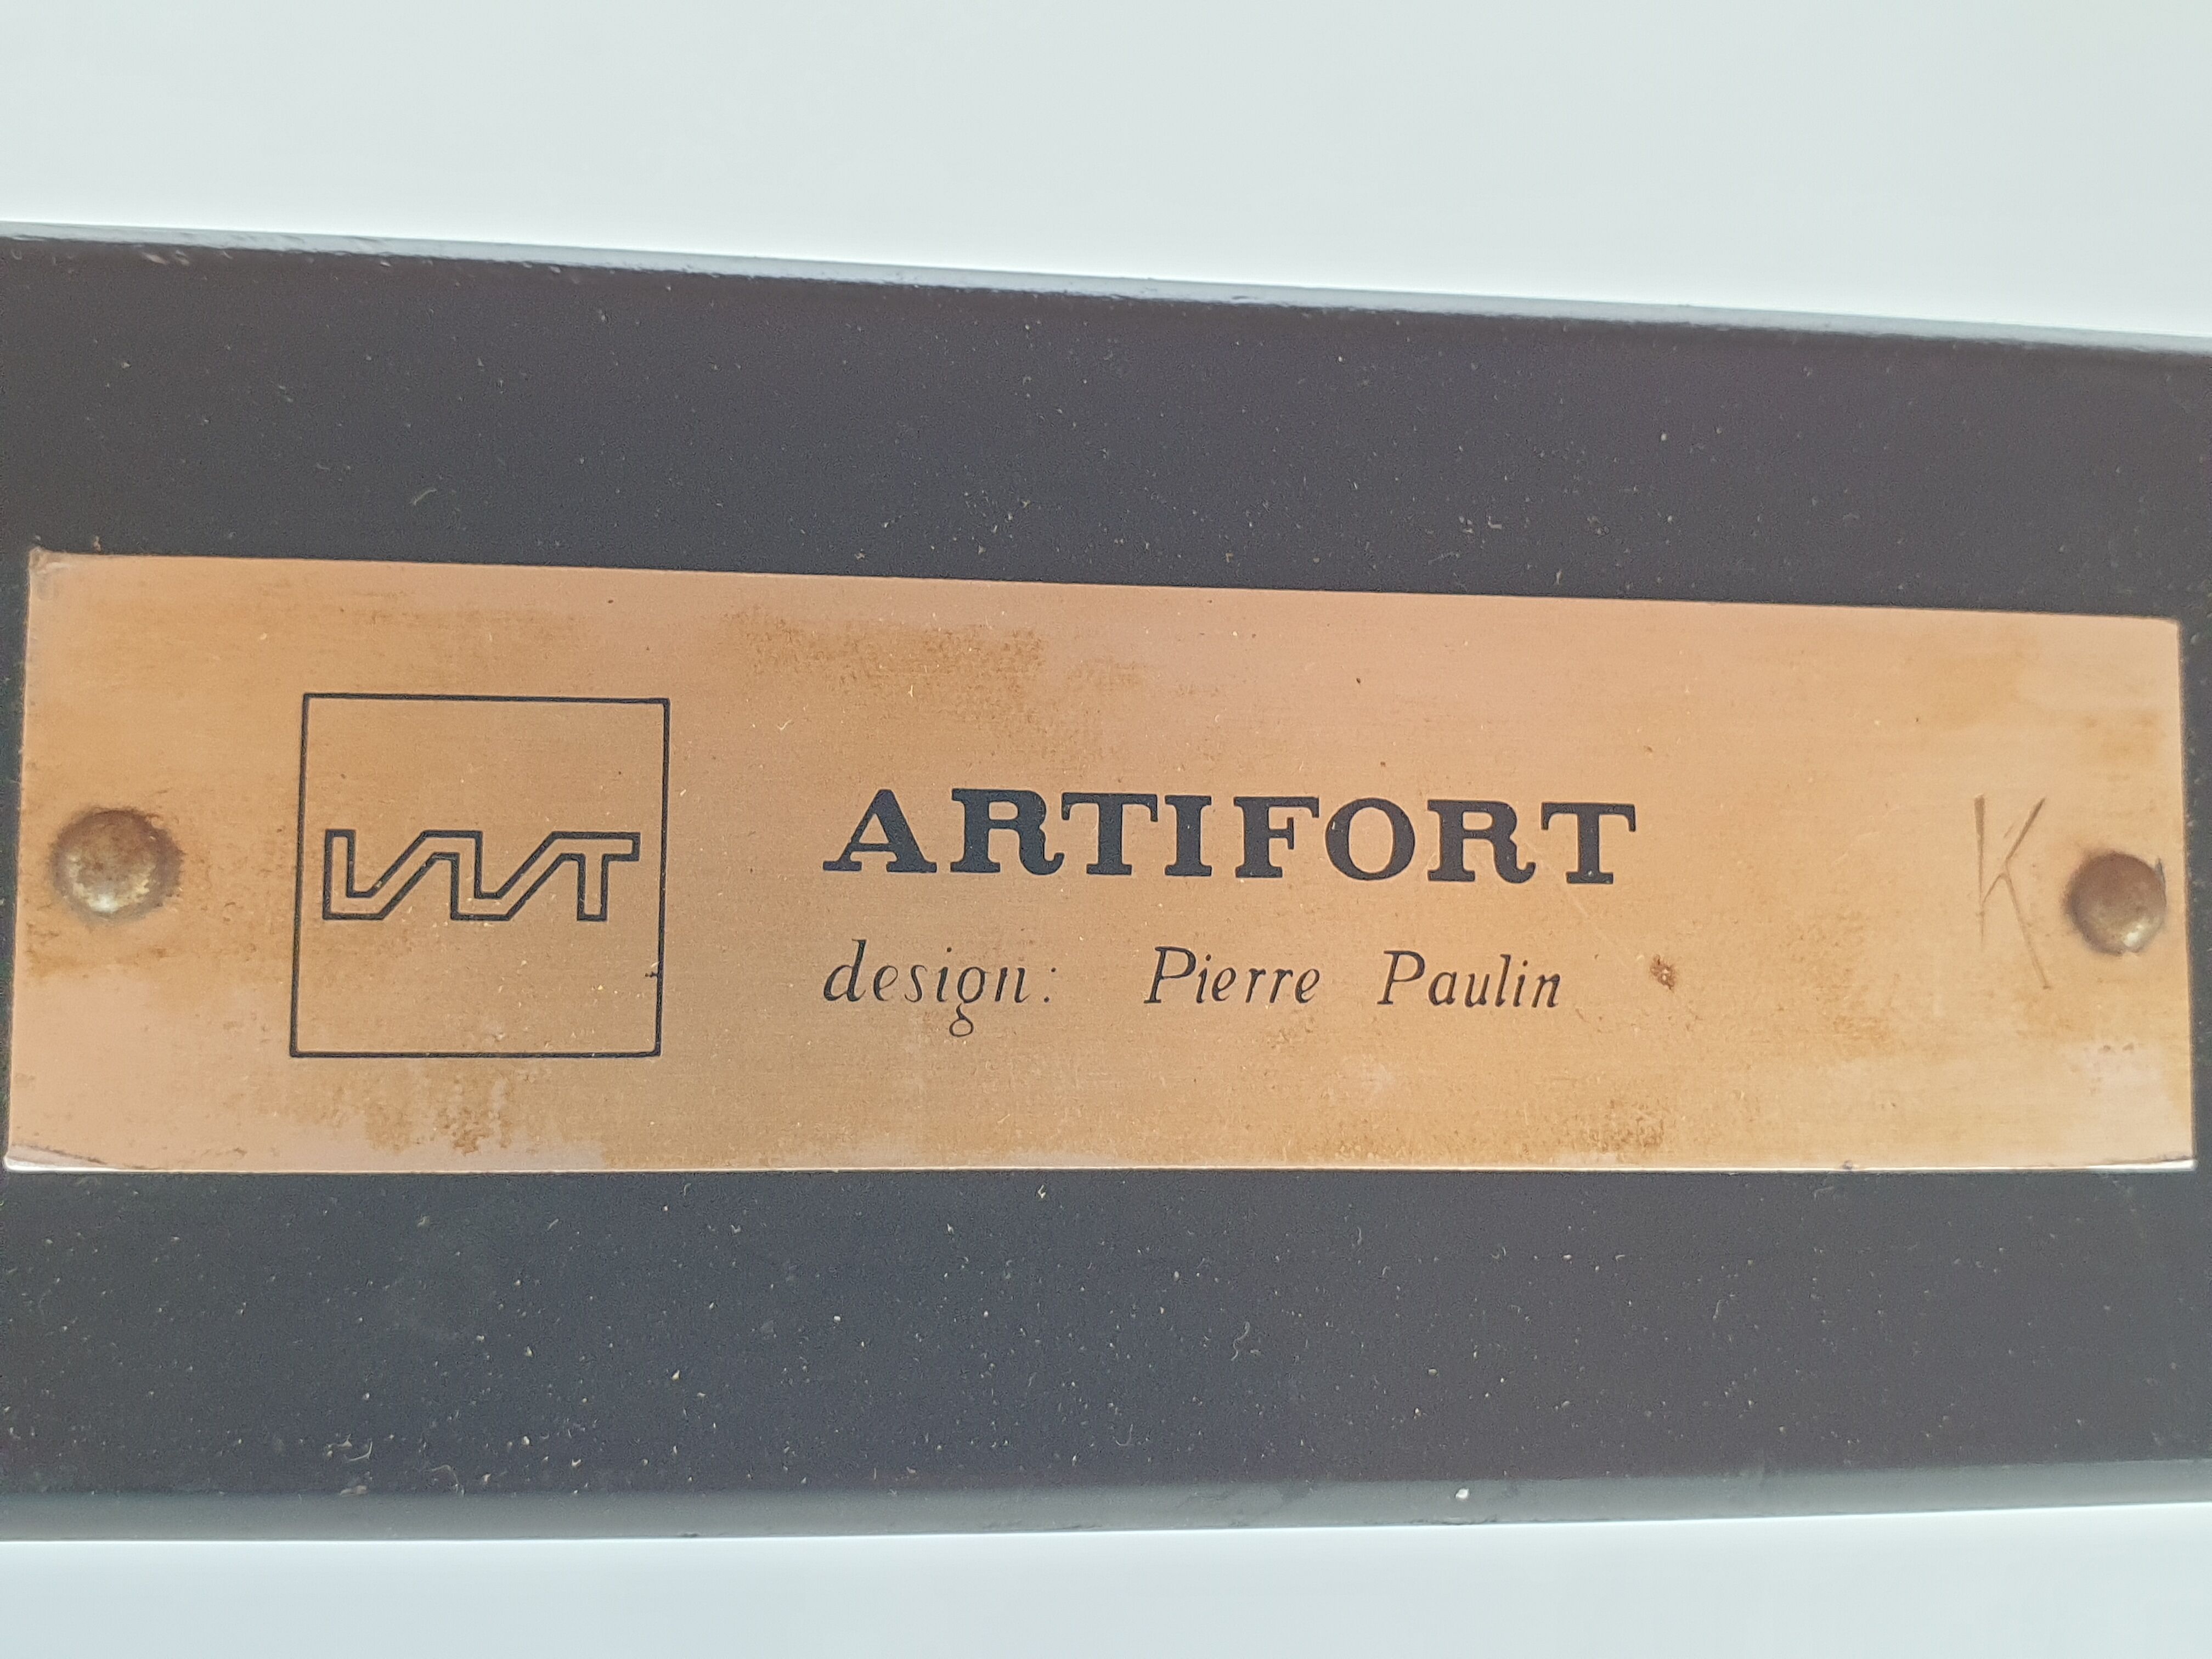 ARTIFORT
design: Pierre Paulin
K